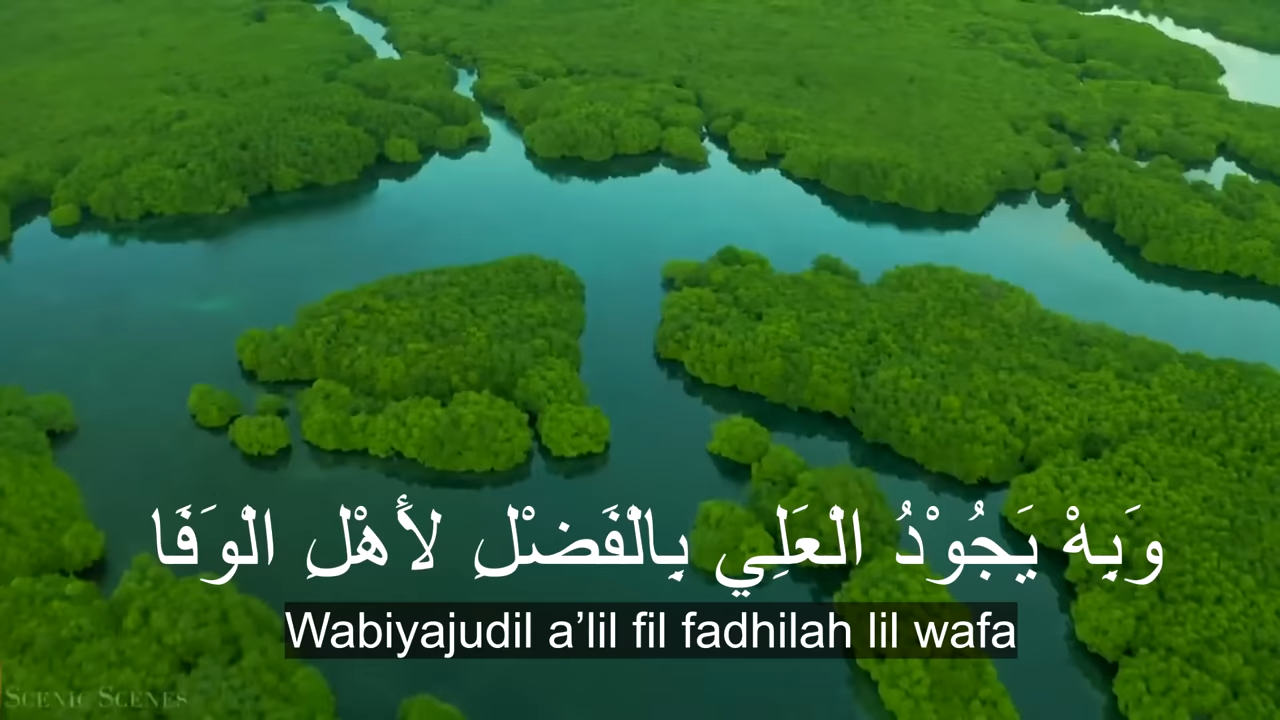 وَبِهْ يَجُوْدُ الْعَلِي بِالْفَضْلِ لأَهْلِ الْوَفَا
Wabiyajudil a’lil fil fadhilah lil wafa
SCENIC SCENES